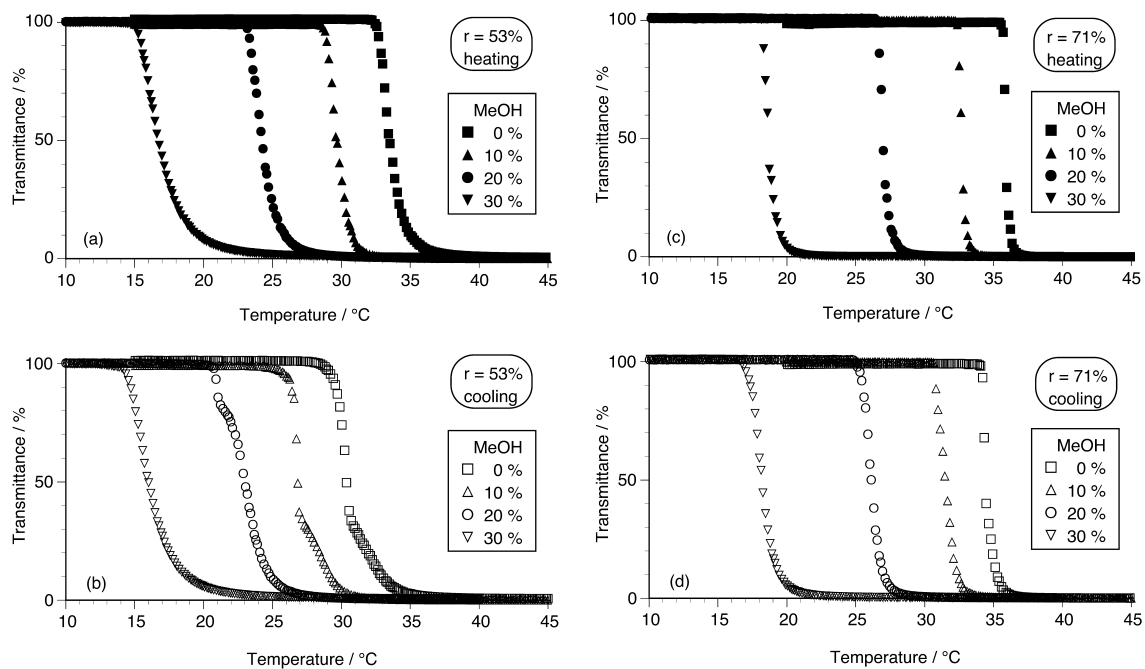 100
50
0
Transmittance / %
r = 53%
heating
MeOH
0 %
10 %
20 %
30 %
(a)
10 15 20 25 30 35 40 45
Temperature / °C
100
50
0
Transmittance / %
r = 71%
heating
MeOH
0 %
10 %
20 %
30 %
(c)
10 15 20 25 30 35 40 45
Temperature / °C
100
50
0
Transmittance / %
r = 53%
cooling
MeOH
0 %
10 %
20 %
30 %
(b)
10 15 20 25 30 35 40 45
Temperature / °C
100
50
0
Transmittance / %
r = 71%
cooling
MeOH
0 %
10 %
20 %
30 %
(d)
10 15 20 25 30 35 40 45
Temperature / °C